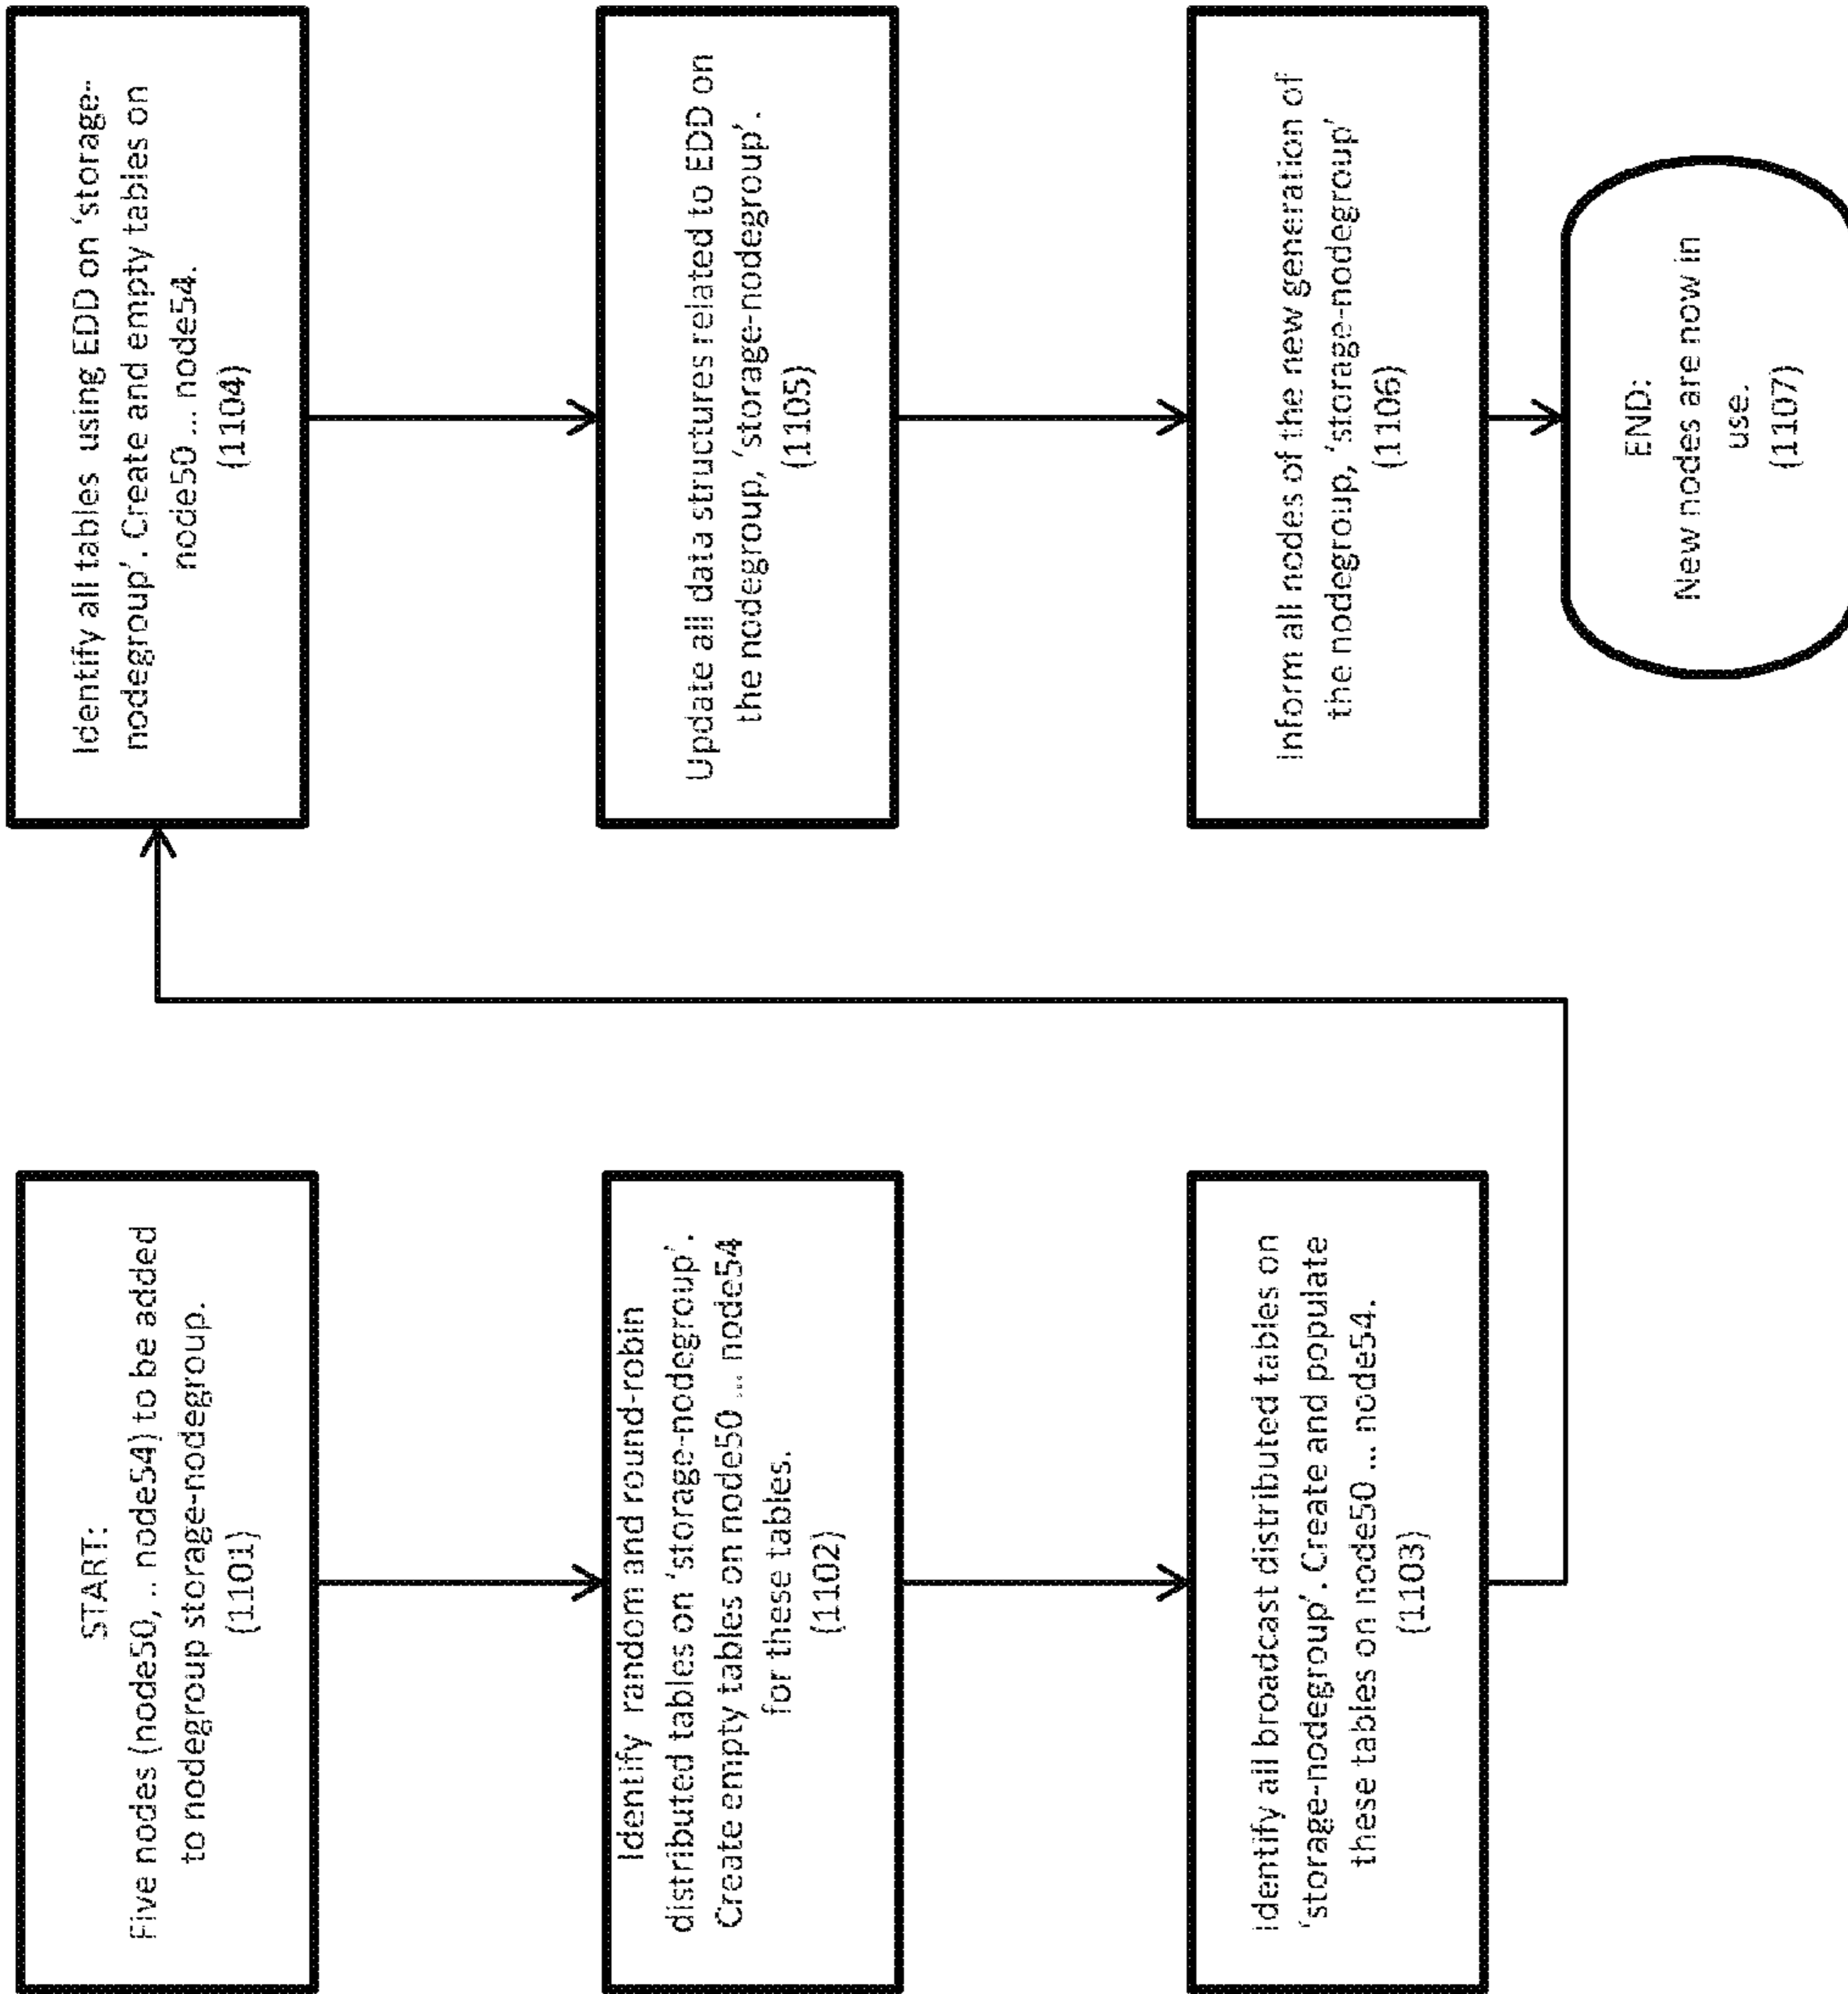 START:
Five nodes (node50, .. node54) to be added
to nodegroup storage-nodegroup.
(1101)
Identify random and round-robin
distributed tables on 'storage-nodegroup'.
Create empty tables on node50 ... node54
for these tables.
(1102)
Identify all broadcast distributed tables on
'storage-nodegroup'. Create and populate
these tables on node50 ... node54.
(1103)
Identify all tables using EDD on 'storage-
nodegroup'. Create and empty tables on
node50 ... node54.
(1104)
Update all data structures related to EDD on
the nodegroup, 'storage-nodegroup'.
(1105)
Inform all nodes of the new generation of
the nodegroup, 'storage-nodegroup'
(1106)
END:
New nodes are now in
use.
(1107)